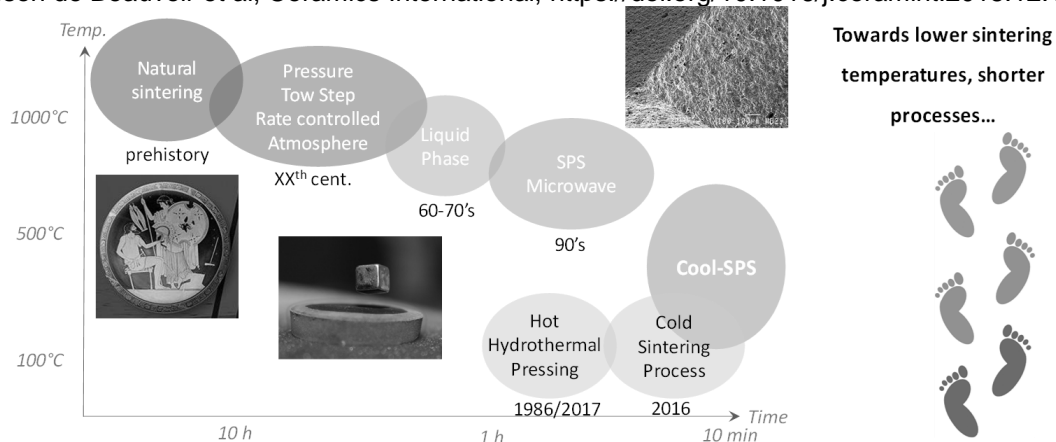 Temp.
Natural
sintering
Pressure
Tow Step
Rate controlled
Atmosphere
Towards lower sintering
temperatures, shorter
processes…
1000°C
Liquid
Phase
SPS
Microwave
prehistory
XXth cent.
60-70's
90's
500°C
Cool-SPS
Hot
Hydrothermal
Pressing
Cold
Sintering
Process
100°C
1986/2017
2016
Time
10 h
1 h
10 min